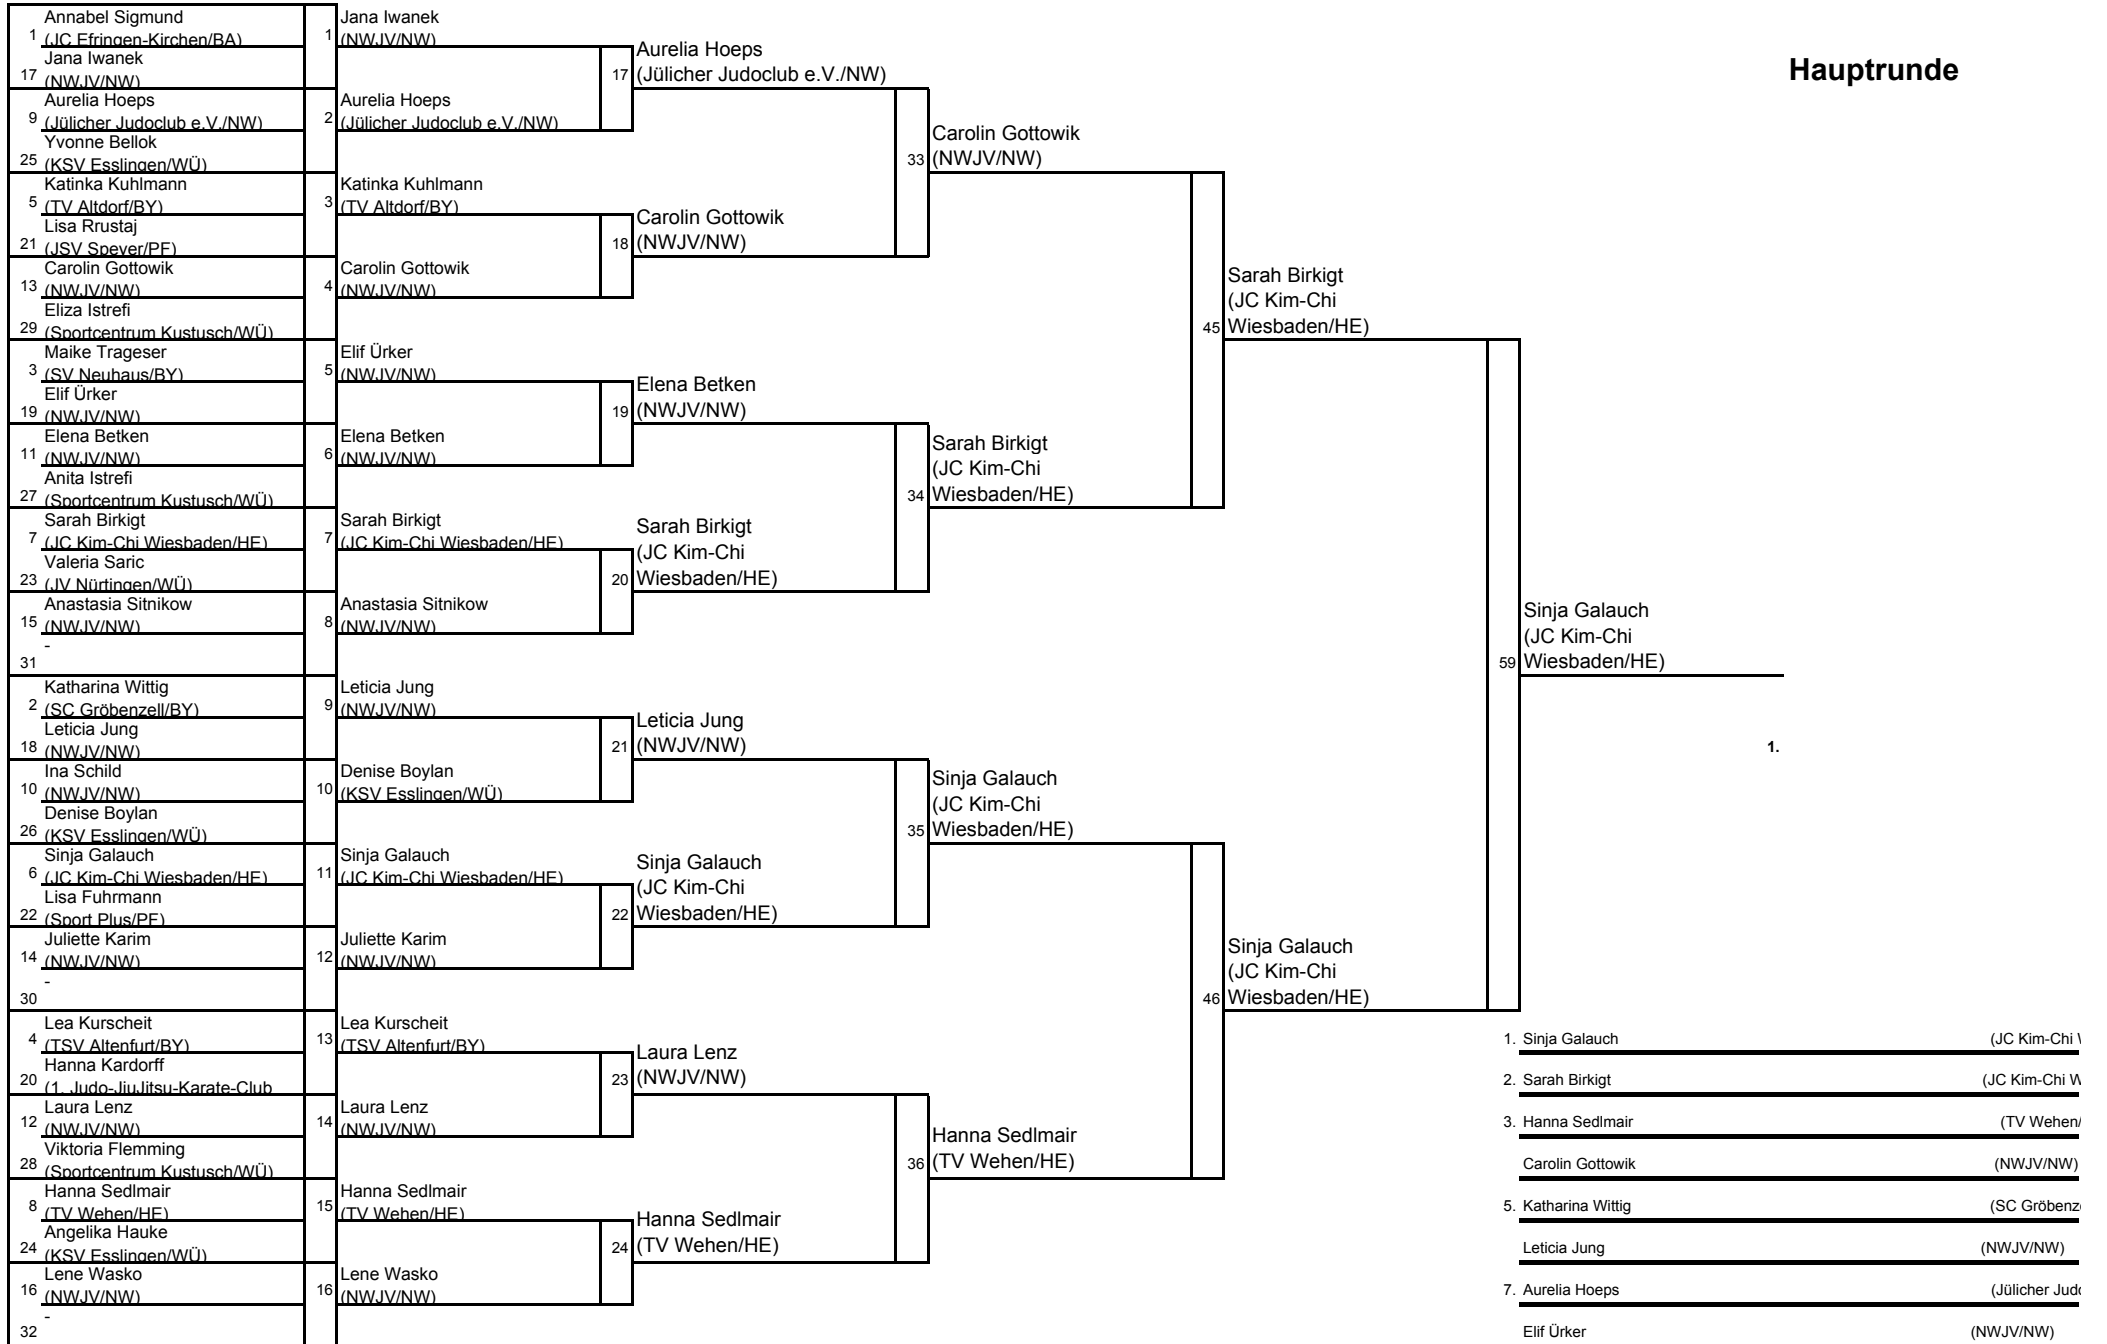 Hauptrunde
1 Annabel Sigmund
(JC Efringen-Kirchen/BA)
17 Jana Iwanek
(NWJV/NW)
9 Aurelia Hoeps
(Jülicher Judoclub e.V./NW)
25 Yvonne Bellok
(KSV Esslingen/WÜ)
5 Katinka Kuhlmann
(TV Altdorf/BY)
21 Lisa Rrustaj
(JSV Speyer/PF)
13 Carolin Gottowik
(NWJV/NW)
29 Eliza Istrefi
(Sportcentrum Kustusch/WÜ)
3 Maike Trageser
(SV Neuhaus/BY)
19 Elif Ürker
(NWJV/NW)
11 Elena Betken
(NWJV/NW)
27 Anita Istrefi
(Sportcentrum Kustusch/WÜ)
7 Sarah Birkigt
(JC Kim-Chi Wiesbaden/HE)
23 Valeria Saric
(JV Nürtingen/WÜ)
15 Anastasia Sitnikow
(NWJV/NW)
31 -
2 Katharina Wittig
(SC Gröbenzell/BY)
18 Leticia Jung
(NWJV/NW)
10 Ina Schild
(NWJV/NW)
26 Denise Boylan
(KSV Esslingen/WÜ)
6 Sinja Galauch
(JC Kim-Chi Wiesbaden/HE)
22 Lisa Fuhrmann
(Sport Plus/PF)
14 Juliette Karim
(NWJV/NW)
30 -
4 Lea Kurscheit
(TSV Altenfurt/BY)
20 Hanna Kardorff
(1. Judo-JiuJitsu-Karate-Club
12 Laura Lenz
(NWJV/NW)
28 Viktoria Flemming
(Sportcentrum Kustusch/WÜ)
8 Hanna Sedlmair
(TV Wehen/HE)
24 Angelika Hauke
(KSV Esslingen/WÜ)
16 Lene Wasko
(NWJV/NW)
32 -
1 Jana Iwanek
(NWJV/NW)
2 Aurelia Hoeps
(Jülicher Judoclub e.V./NW)
3 Katinka Kuhlmann
(TV Altdorf/BY)
4 Carolin Gottowik
(NWJV/NW)
5 Elif Ürker
(NWJV/NW)
6 Elena Betken
(NWJV/NW)
7 Sarah Birkigt
(JC Kim-Chi Wiesbaden/HE)
8 Anastasia Sitnikow
(NWJV/NW)
9 Leticia Jung
(NWJV/NW)
10 Denise Boylan
(KSV Esslingen/WÜ)
11 Sinja Galauch
(JC Kim-Chi Wiesbaden/HE)
12 Juliette Karim
(NWJV/NW)
13 Lea Kurscheit
(TSV Altenfurt/BY)
14 Laura Lenz
(NWJV/NW)
15 Hanna Sedlmair
(TV Wehen/HE)
16 Lene Wasko
(NWJV/NW)
Aurelia Hoeps
17 (Jülicher Judoclub e.V./NW)
Carolin Gottowik
18 (NWJV/NW)
Elena Betken
19 (NWJV/NW)
Sarah Birkigt
(JC Kim-Chi
20 Wiesbaden/HE)
Leticia Jung
21 (NWJV/NW)
Sinja Galauch
(JC Kim-Chi
22 Wiesbaden/HE)
Laura Lenz
23 (NWJV/NW)
Hanna Sedlmair
24 (TV Wehen/HE)
Carolin Gottowik
33 (NWJV/NW)
Sarah Birkigt
(JC Kim-Chi
34 Wiesbaden/HE)
Sinja Galauch
(JC Kim-Chi
35 Wiesbaden/HE)
Hanna Sedlmair
36 (TV Wehen/HE)
Sarah Birkigt
(JC Kim-Chi
45 Wiesbaden/HE)
Sinja Galauch
(JC Kim-Chi
46 Wiesbaden/HE)
Sinja Galauch
(JC Kim-Chi
59 Wiesbaden/HE)
1.
1. Sinja Galauch (JC Kim-Chi
2. Sarah Birkigt (JC Kim-Chi W
3. Hanna Sedlmair (TV Wehen/
Carolin Gottowik (NWJV/NW)
5. Katharina Wittig (SC Gröbenz
Leticia Jung (NWJV/NW)
7. Aurelia Hoeps (Jülicher Jud
Elif Ürker (NWJV/NW)